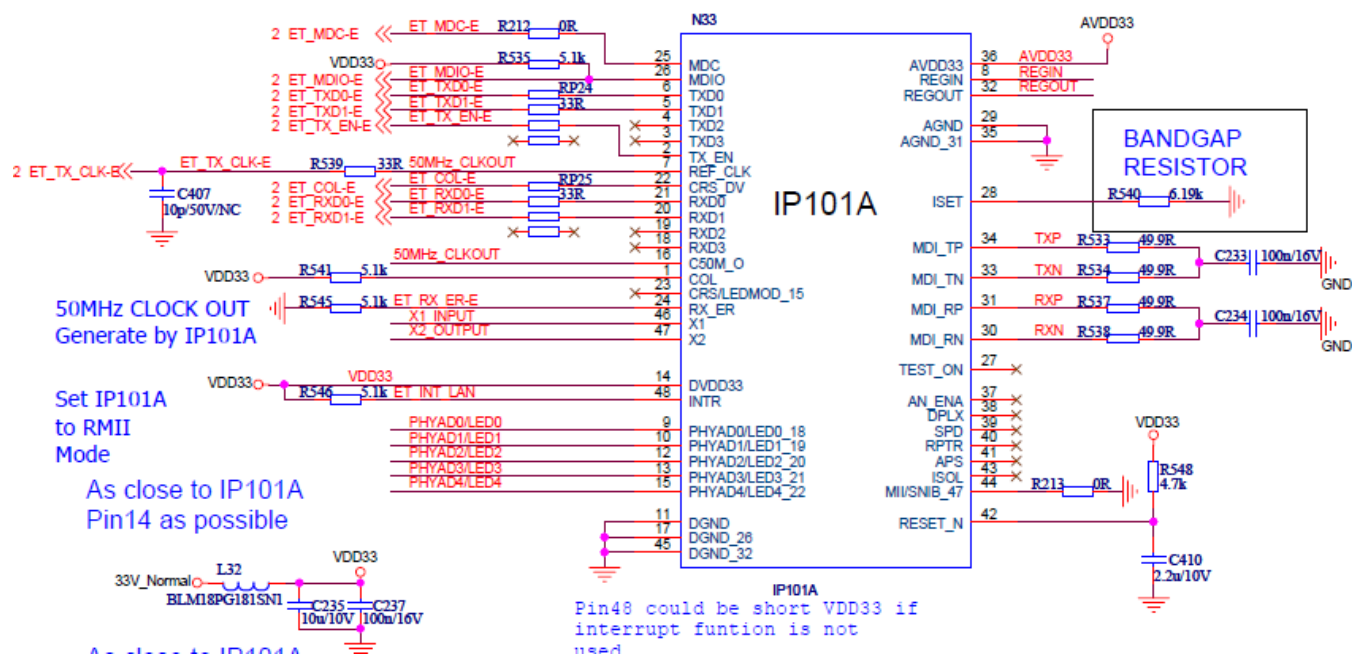 N33
2 ET_MDC-E ET_MDC-E R212 0R 25 MDC
VDD33 R535 5.1k
2 ET_MDIO-E ET_MDIO-E 26 MDIO
2 ET_TXD0-E ET_TXD0-E RP24 6 TXD0
2 ET_TXD1-E ET_TXD1-E 33R 5 TXD1
2 ET_TX_EN-E ET_TX_EN-E 4 TXD2
3 TXD3
2 TX_EN
2 ET_TX_CLK-E ET_TX_CLK-E R539 33R 50MHz_CLKOUT 7 REF_CLK
C407
10p/50V/NC
2 ET_COL-E ET_COL-E RP25 22 CRS_DV
2 ET_RXD0-E ET_RXD0-E 33R 21 RXD0
2 ET_RXD1-E ET_RXD1-E 20 RXD1
19 RXD2
18 RXD3
50MHz_CLKOUT 16 C50M_O
VDD33 R541 5.1k 1 COL
23 CRS/LEDMOD_15
R545 5.1k ET_RX_ER-E 24 RX_ER
X1_INPUT 46 X1
X2_OUTPUT 47 X2
50MHz CLOCK OUT
Generate by IP101A
VDD33 VDD33 14 DVDD33
R546 5.1k ET_INT_LAN 48 INTR
Set IP101A
to RMII
Mode
PHYAD0/LED0 9 PHYAD0/LED0_18
PHYAD1/LED1 10 PHYAD1/LED1_19
PHYAD2/LED2 12 PHYAD2/LED2_20
PHYAD3/LED3 13 PHYAD3/LED3_21
PHYAD4/LED4 15 PHYAD4/LED4_22
As close to IP101A
Pin14 as possible
11 DGND
17 DGND_26
45 DGND_32
IP101A
AVDD33
AVDD33 36 AVDD33
REGIN 8 REGIN
REGOUT 32 REGOUT
AGND 29
AGND_31 35
BANDGAP
RESISTOR
ISET 28 R540 6.19k
MDI_TP 34 TXP R533 49.9R
C233 100n/16V
GND
MDI_TN 33 TXN R534 49.9R
MDI_RP 31 RXP R537 49.9R
C234 100n/16V
GND
MDI_RN 30 RXN R538 49.9R
TEST_ON 27
AN_ENA 37
DPLX 38
SPD 39
RPTR 40
APS 41
ISOL 43
MII/SNIB_47 44 R213 0R
RESET_N 42
VDD33
R548
4.7k
C410
2.2u/10V
IP101A
33V_Normal L32 VDD33
BLM18PG181SN1
C235 C237
10u/10V 100n/16V
Pin48 could be short VDD33 if
interrupt funtion is not
used
As close to IP101A